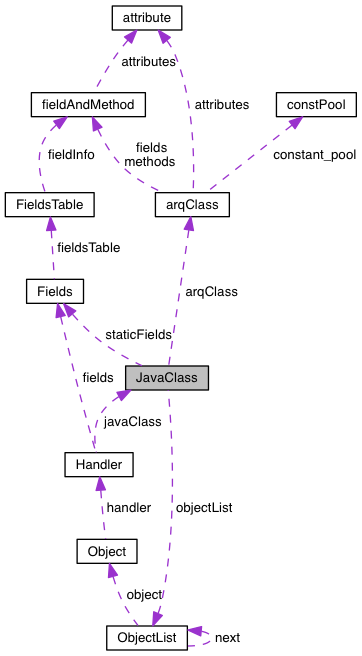 attribute
attributes
fieldAndMethod
attributes
constPool
fieldInfo
fields
methods
constant_pool
FieldsTable
arqClass
fieldsTable
arqClass
Fields
staticFields
fields
JavaClass
javaClass
Handler
handler
objectList
Object
object
ObjectList
next